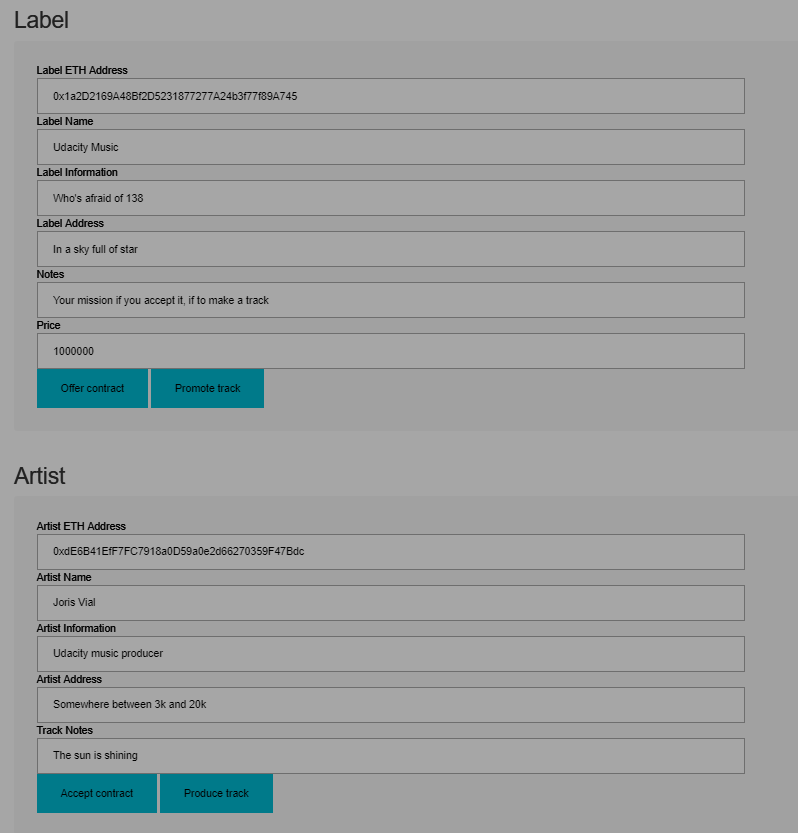 Label
Label ETH Address
0x1a2D2169A48Bf2D5231877277A24b3f77f89A745
Label Name
Udacity Music
Label Information
Who's afraid of 138
Label Address
In a sky full of star
Notes
Your mission if you accept it, if to make a track
Price
1000000
Offer contract Promote track
Artist
Artist ETH Address
0xdE6B41EfF7FC7918a0D59a0e2d66270359F47Bdc
Artist Name
Joris Vial
Artist Information
Udacity music producer
Artist Address
Somewhere between 3k and 20k
Track Notes
The sun is shining
Accept contract Produce track